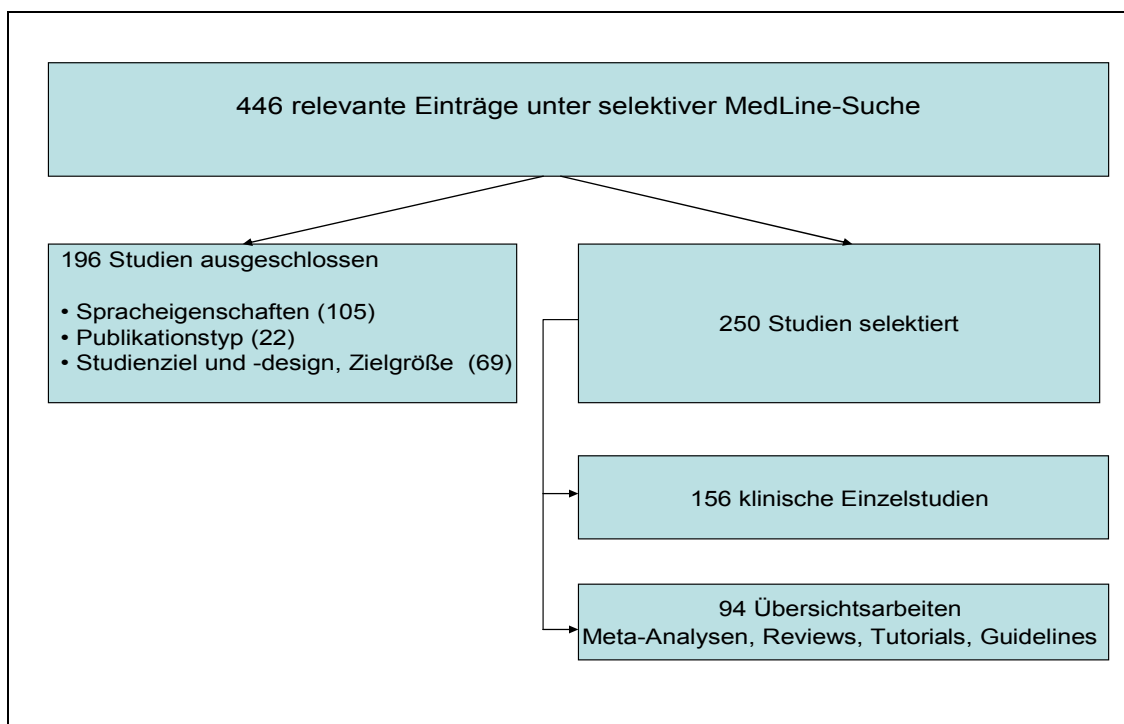 446 relevante Einträge unter selektiver MedLine-Suche
196 Studien ausgeschlossen
• Spracheigenschaften (105)
• Publikationstyp (22)
• Studienziel und -design, Zielgröße (69)
250 Studien selektiert
156 klinische Einzelstudien
94 Übersichtsarbeiten
Meta-Analysen, Reviews, Tutorials, Guidelines